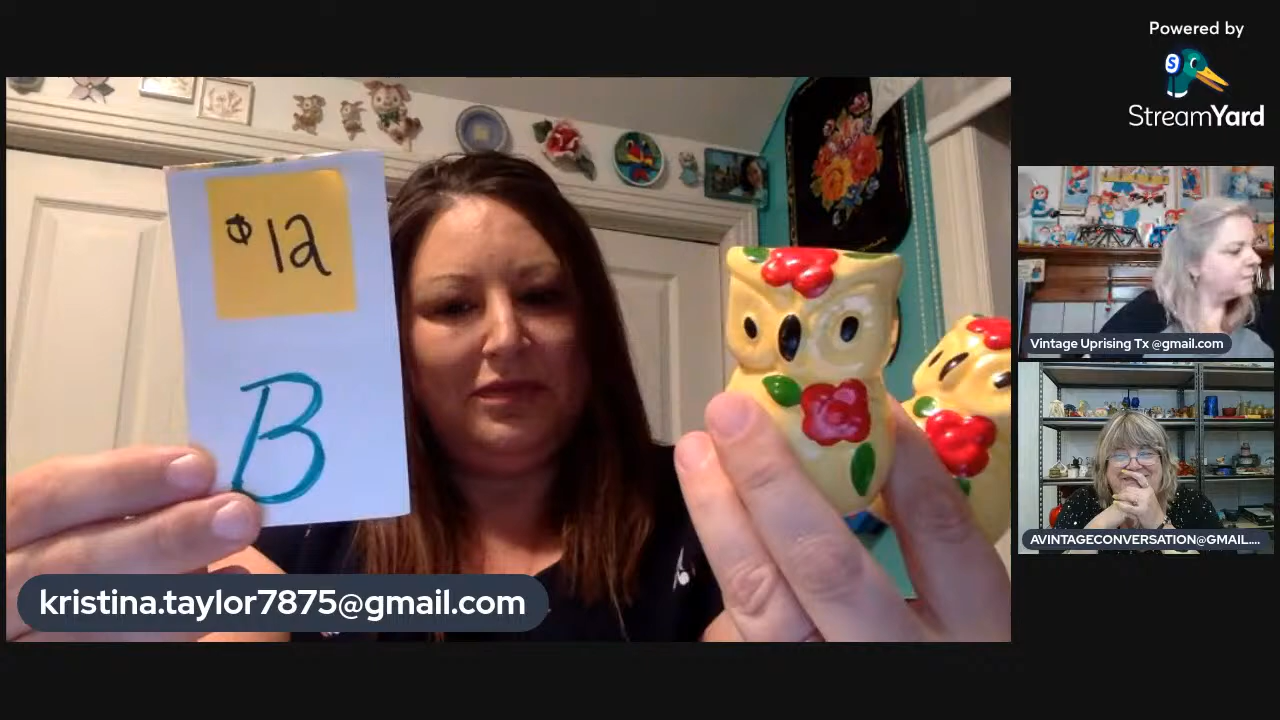 Powered by
StreamYard
$12
B
kristina.taylor7875@gmail.com
Vintage Uprising Tx @gmail.com
AVINTAGECONVERSATION@GMAIL....